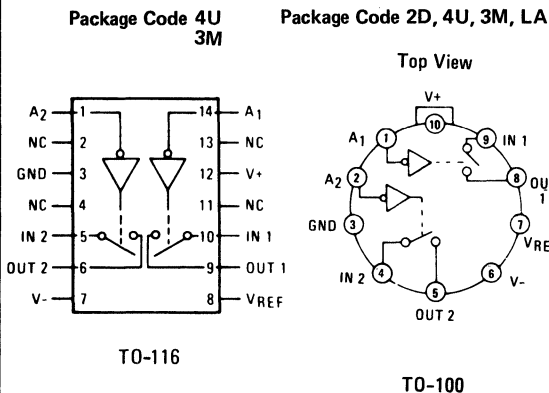 Package Code 4U
3M
A2 1 14 A1
NC 2 13 NC
GND 3 12 V+
NC 4 11 NC
IN 2 5 10 IN 1
OUT 2 6 9 OUT 1
V- 7 8 VREF
TO-116
Package Code 2D, 4U, 3M, LA
Top View
V+
10
A1 1 9 IN 1
A2 2 8 OU
1
GND 3 7
VRE
IN 2 4 6 V-
5
OUT 2
TO-100